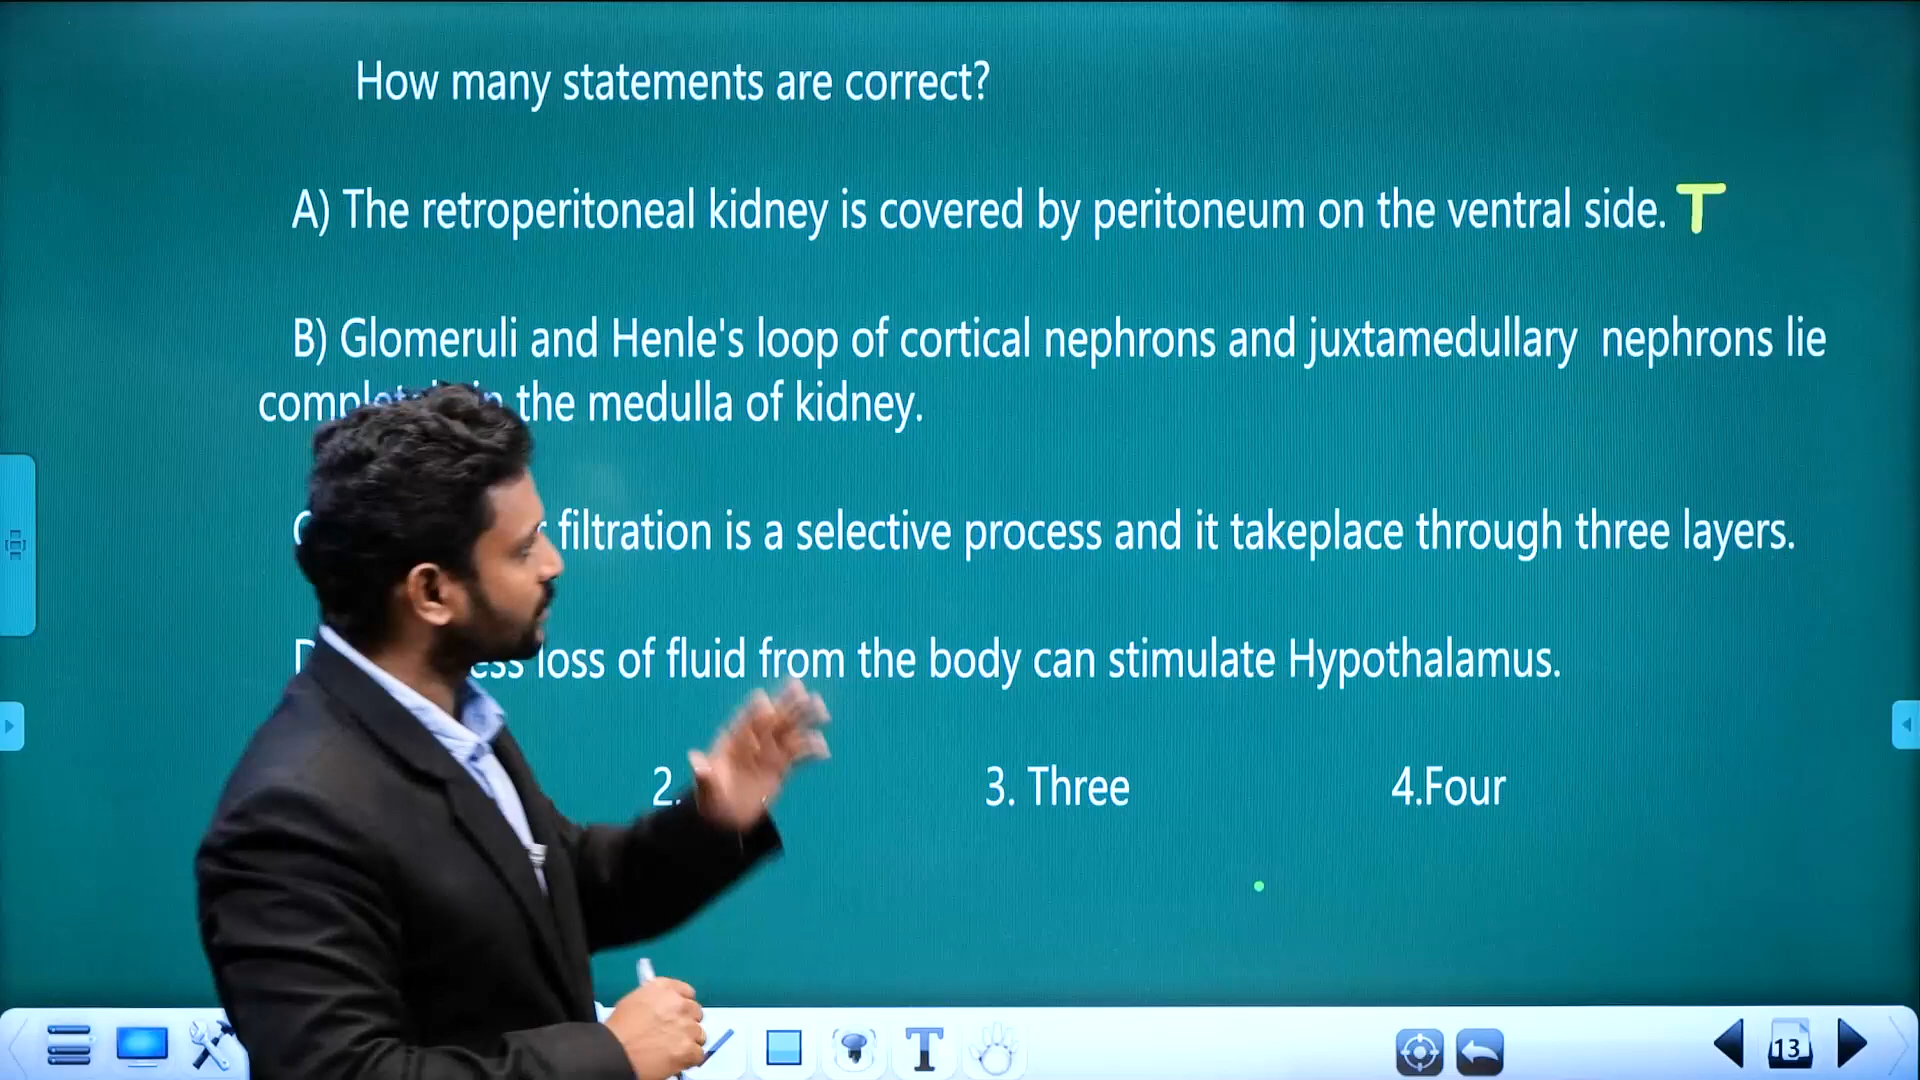 How many statements are correct?
A) The retroperitoneal kidney is covered by peritoneum on the ventral side. T
B) Glomeruli and Henle's loop of cortical nephrons and juxtamedullary nephrons lie
the medulla of kidney.
filtration is a selective process and it takeplace through three layers.
loss of fluid from the body can stimulate Hypothalamus.
2. 3. Three 4.Four
T 13